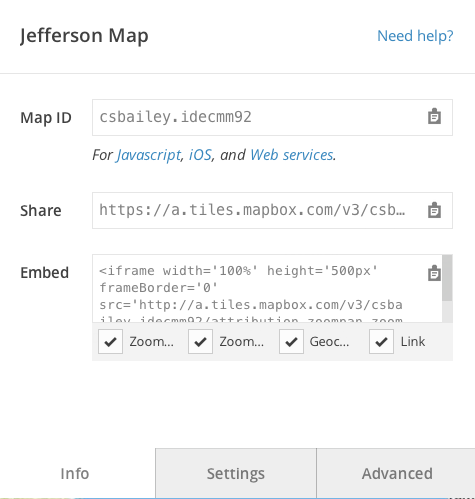 Jefferson Map
Need help?
Map ID
csbailey.idecmm92
For Javascript, iOS, and Web services.
Share
https://a.tiles.mapbox.com/v3/csb…
Embed
<iframe width='100%' height='500px'
frameBorder='0'
src='http://a.tiles.mapbox.com/v3/csba
iley.idecmm92/attribution,zoompan,zoom
Zoom... Zoom... Geoc... Link
Info Settings Advanced